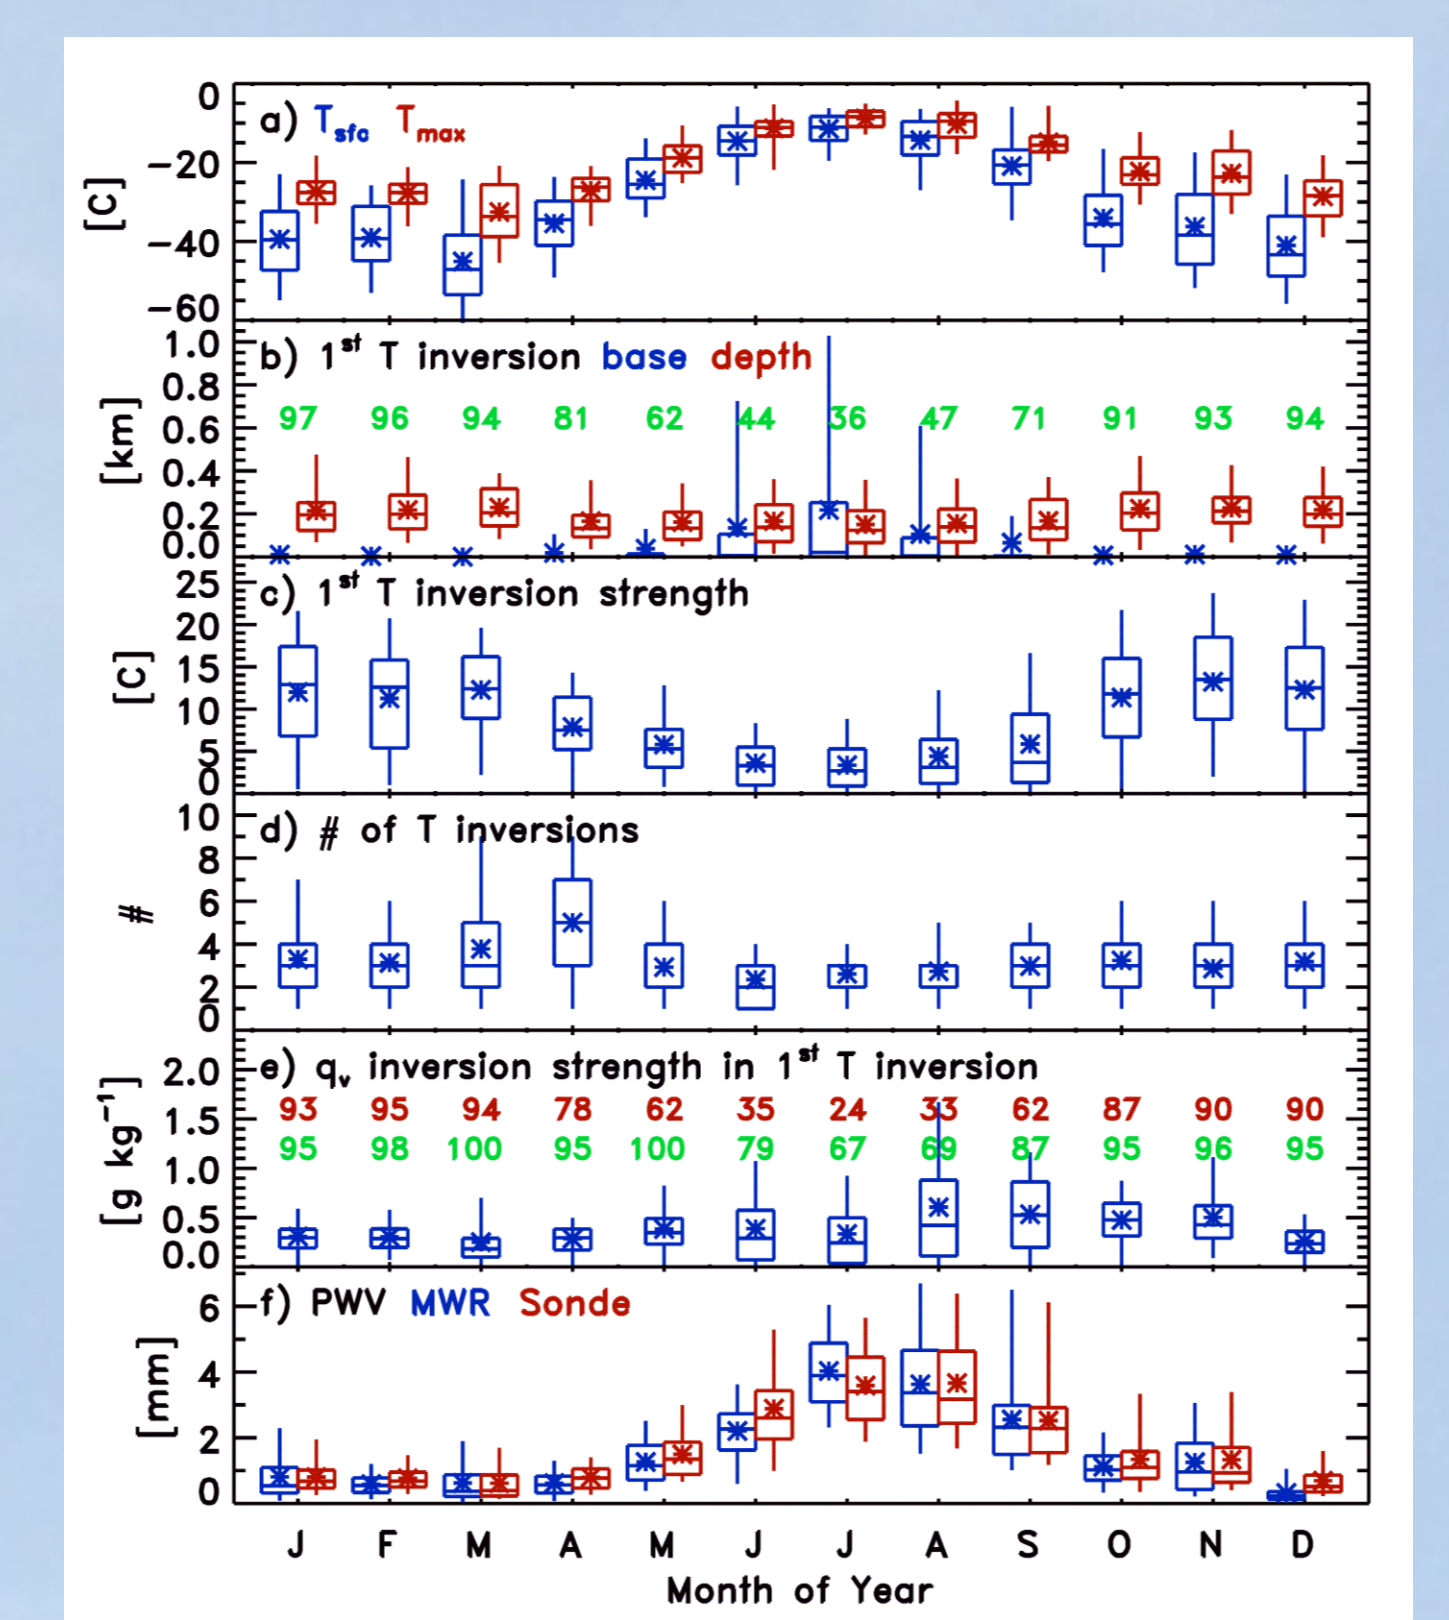 a) Tsfc Tmax
0
−20
−40
−60
[C]
b) 1st T inversion base depth
1.0
0.8
0.6
0.4
0.2
0.0
[km]
97 96 94 81 62 44 36 47 71 91 93 94
c) 1st T inversion strength
25
20
15
10
5
0
[C]
d) # of T inversions
10
8
6
4
2
0
#
e) qv inversion strength in 1st T inversion
2.0
1.5
1.0
0.5
0.0
[g kg−1]
93 95 94 78 62 35 24 33 62 87 90 90
95 98 100 95 100 79 67 69 87 95 96 95
f) PWV MWR Sonde
6
4
2
0
[mm]
J F M A M J J A S O N D
Month of Year